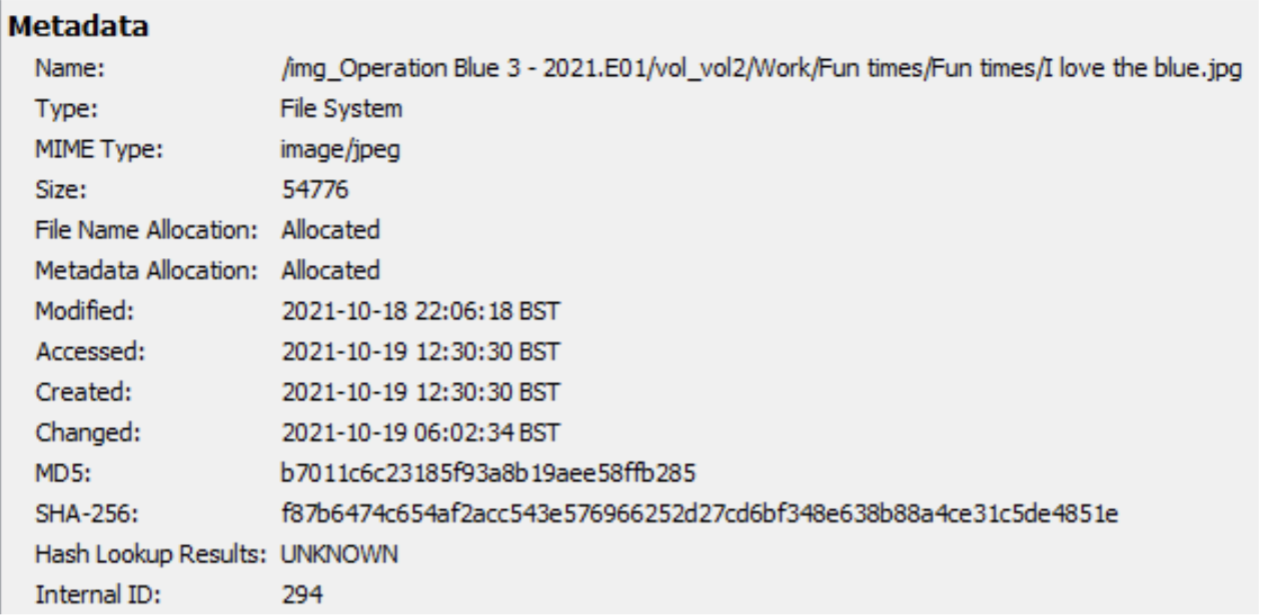 Metadata
Name: /img_Operation Blue 3 - 2021.E01/vol_vol2/Work/Fun times/Fun times/I love the blue.jpg
Type: File System
MIME Type: image/jpeg
Size: 54776
File Name Allocation: Allocated
Metadata Allocation: Allocated
Modified: 2021-10-18 22:06:18 BST
Accessed: 2021-10-19 12:30:30 BST
Created: 2021-10-19 12:30:30 BST
Changed: 2021-10-19 06:02:34 BST
MD5: b7011c6c23185f93a8b19aee58ffb285
SHA-256: f87b6474c654af2acc543e576966252d27cd6bf348e638b88a4ce31c5de4851e
Hash Lookup Results: UNKNOWN
Internal ID: 294